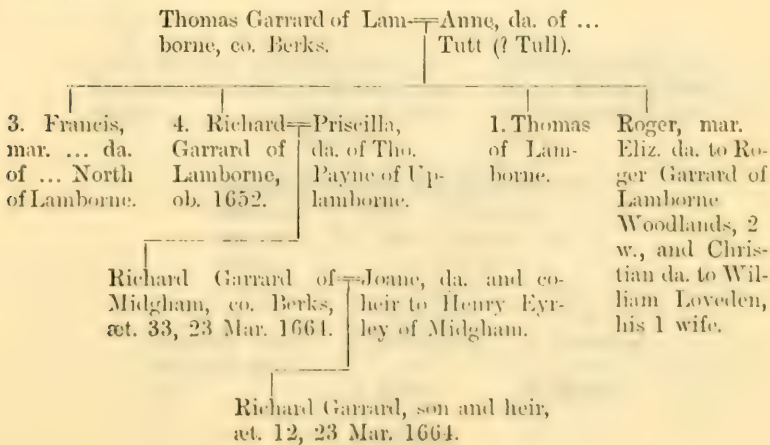 Thomas Garrard of Lam-
borne, co. Berks.
Anne, da. of ...
Tutt (? Tull).
3. Francis,
mar. ... da.
of ... North
of Lamborne.
4. Richard
Garrard of
Lamborne,
ob. 1652.
Priscilla,
da. of Tho.
Payne of Up-
lamborne.
1. Thomas
of Lam-
borne.
Roger, mar.
Eliz. da. to Ro-
ger Garrard of
Lamborne
Woodlands, 2
w., and Chris-
tian da. to Wil-
liam Loveden,
his 1 wife.
Richard Garrard of
Midgham, co. Berks,
æt. 33, 23 Mar. 1664.
Joane, da. and co-
heir to Henry Eyr-
ley of Midgham.
Richard Garrard, son and heir,
æt. 12, 23 Mar. 1664.